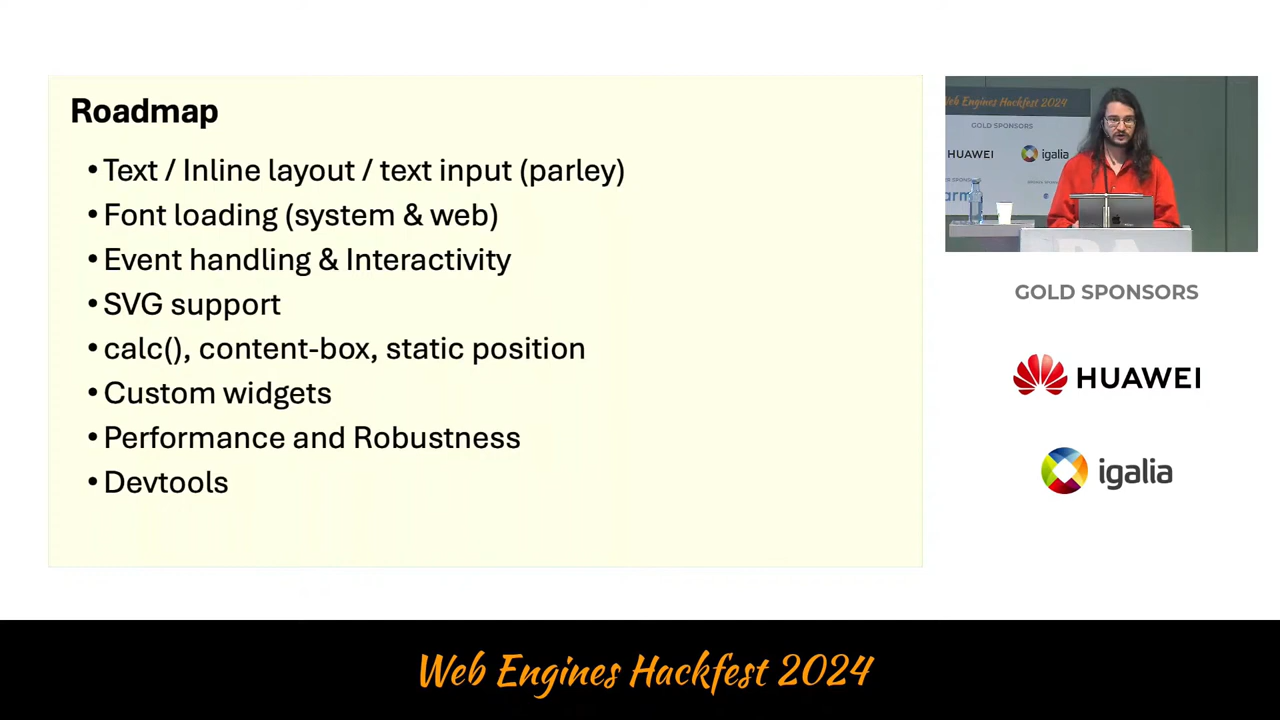 Roadmap
•Text / Inline layout / text input (parley)
•Font loading (system & web)
•Event handling & Interactivity
•SVG support
•calc(), content-box, static position
•Custom widgets
•Performance and Robustness
•Devtools
Web Engines Hackfest 2024
GOLD SPONSORS
HUAWEI
igalia
arm
GOLD SPONSORS
HUAWEI
igalia
Web Engines Hackfest 2024